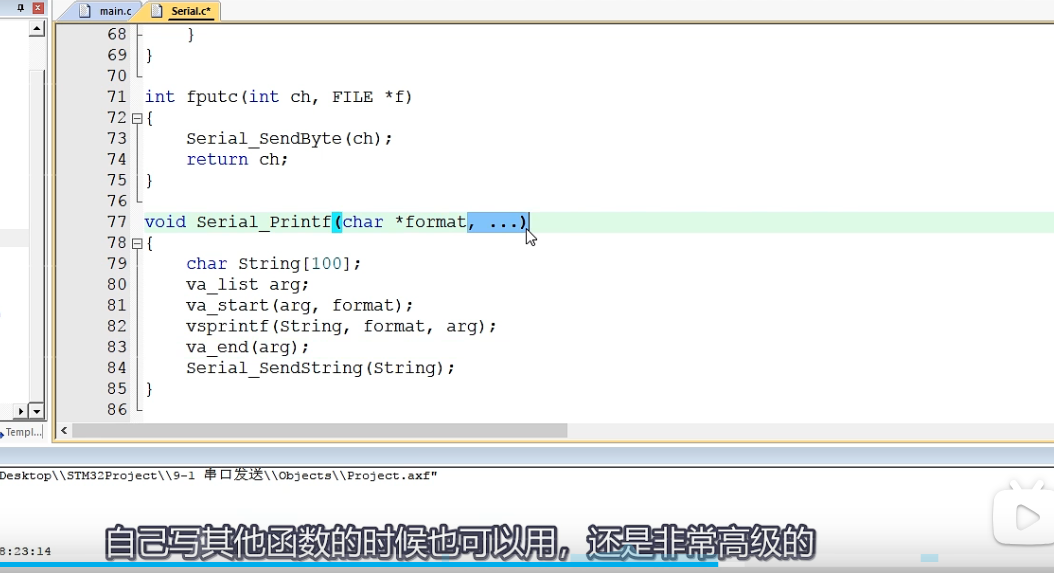 main.c
Serial.c*
68 }
69 }
70
71 int fputc(int ch, FILE *f)
72 {
73 Serial_SendByte(ch);
74 return ch;
75 }
76
77 void Serial_Printf(char *format, ...)
78 {
79 char String[100];
80 va_list arg;
81 va_start(arg, format);
82 vsprintf(String, format, arg);
83 va_end(arg);
84 Serial_SendString(String);
85 }
86
Templ...
Desktop\\STM32Project\\9-1 串口发送\\Objects\\Project.axf"
自己写其他函数的时候也可以用，还是非常高级的
8:23:14